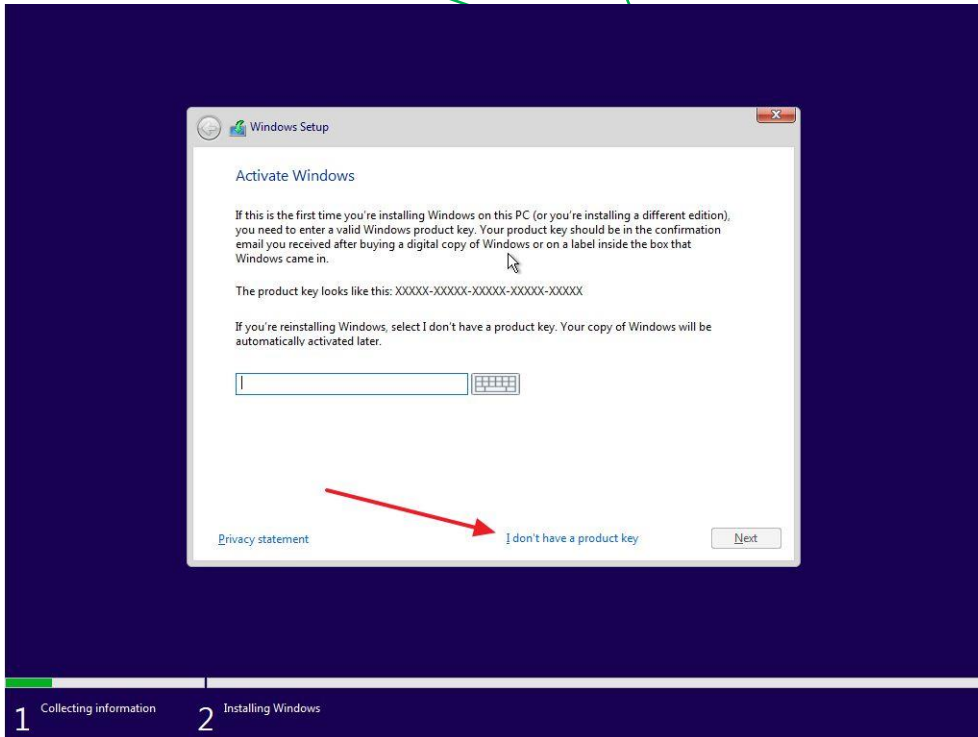 Windows Setup
Activate Windows
If this is the first time you're installing Windows on this PC (or you're installing a different edition),
you need to enter a valid Windows product key. Your product key should be in the confirmation
email you received after buying a digital copy of Windows or on a label inside the box that
Windows came in.
The product key looks like this: XXXXX-XXXXX-XXXXX-XXXXX-XXXXX
If you're reinstalling Windows, select I don't have a product key. Your copy of Windows will be
automatically activated later.
Privacy statement
I don't have a product key
Next
1 Collecting information
2 Installing Windows